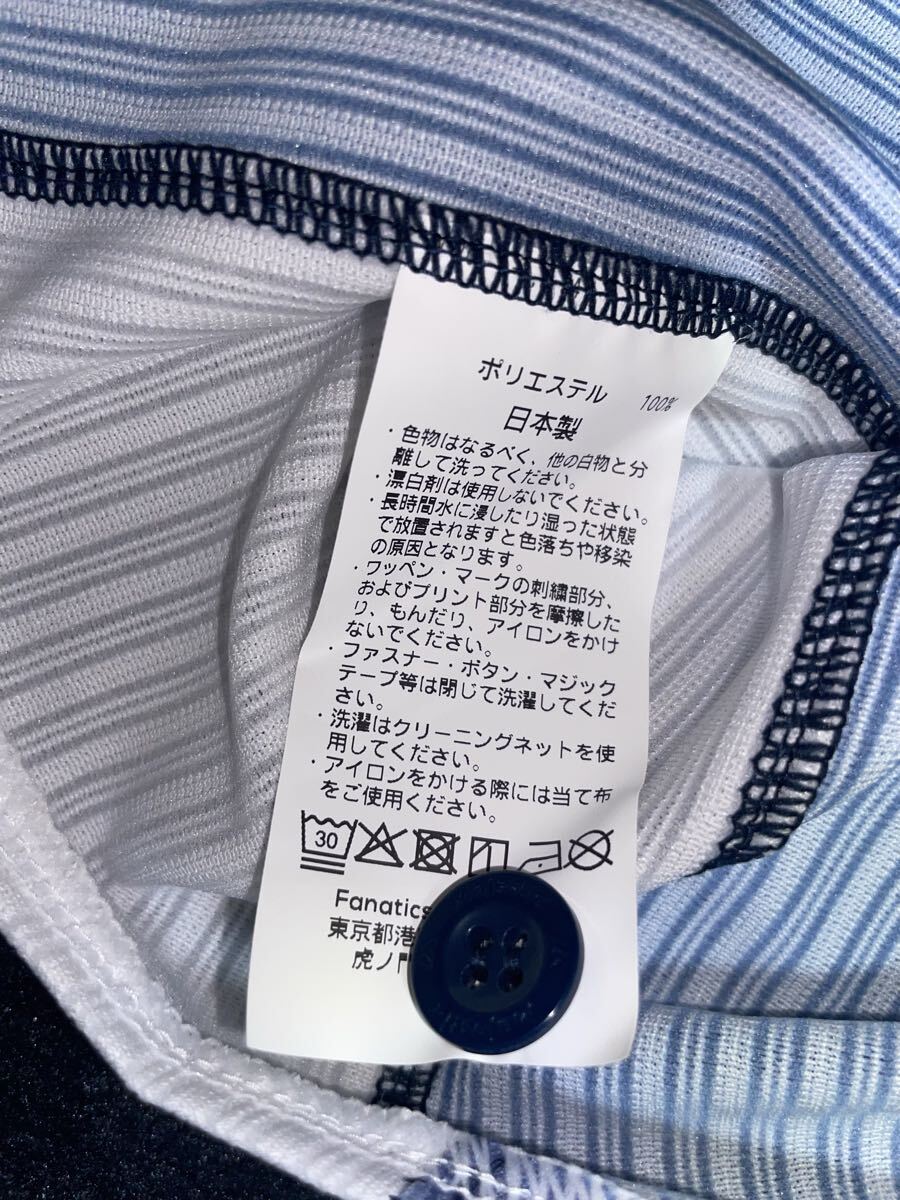 ポリエステル 100%
日本製
・色物はなるべく、他の白物と分
離して洗ってください。
・漂白剤は使用しないでください。
・長時間水に浸したり湿った状態
で放置されますと色落ちや移染
の原因となります。
・ワッペン・マークの刺繍部分、
およびプリント部分を摩擦した
り、もんだり、アイロンをかけ
ないでください。
・ファスナー・ボタン・マジック
テープ等は閉じて洗濯してくだ
さい。
・洗濯はクリーニングネットを使
用してください。
・アイロンをかける際には当て布
をご使用ください。
30
Fanatics
東京都港
虎ノ門